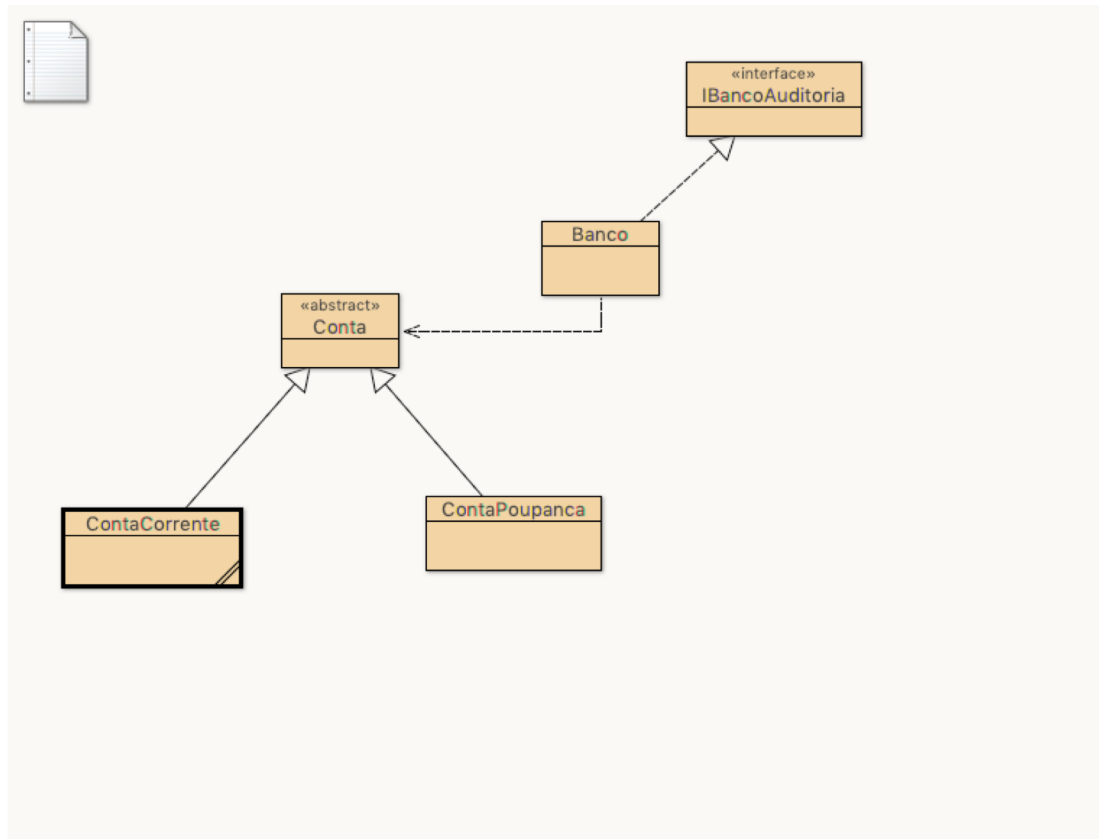 «interface»
IBancoAuditoria
Banco
«abstract»
Conta
ContaCorrente
ContaPoupanca